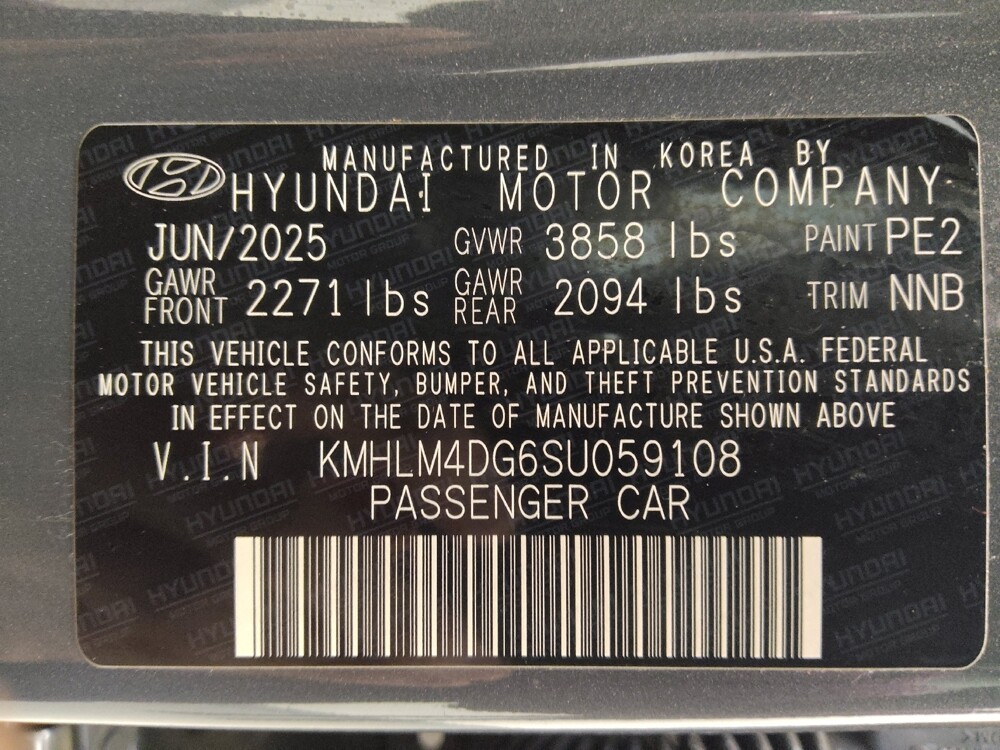 MANUFACTURED IN KOREA BY
HYUNDAI MOTOR COMPANY
JUN/2025 GVWR 3858 lbs PAINT PE2
GAWR FRONT 2271 lbs GAWR REAR 2094 lbs TRIM NNB
THIS VEHICLE CONFORMS TO ALL APPLICABLE U.S.A. FEDERAL
MOTOR VEHICLE SAFETY, BUMPER, AND THEFT PREVENTION STANDARDS
IN EFFECT ON THE DATE OF MANUFACTURE SHOWN ABOVE
V.I.N KMHLM4DG6SU059108
PASSENGER CAR